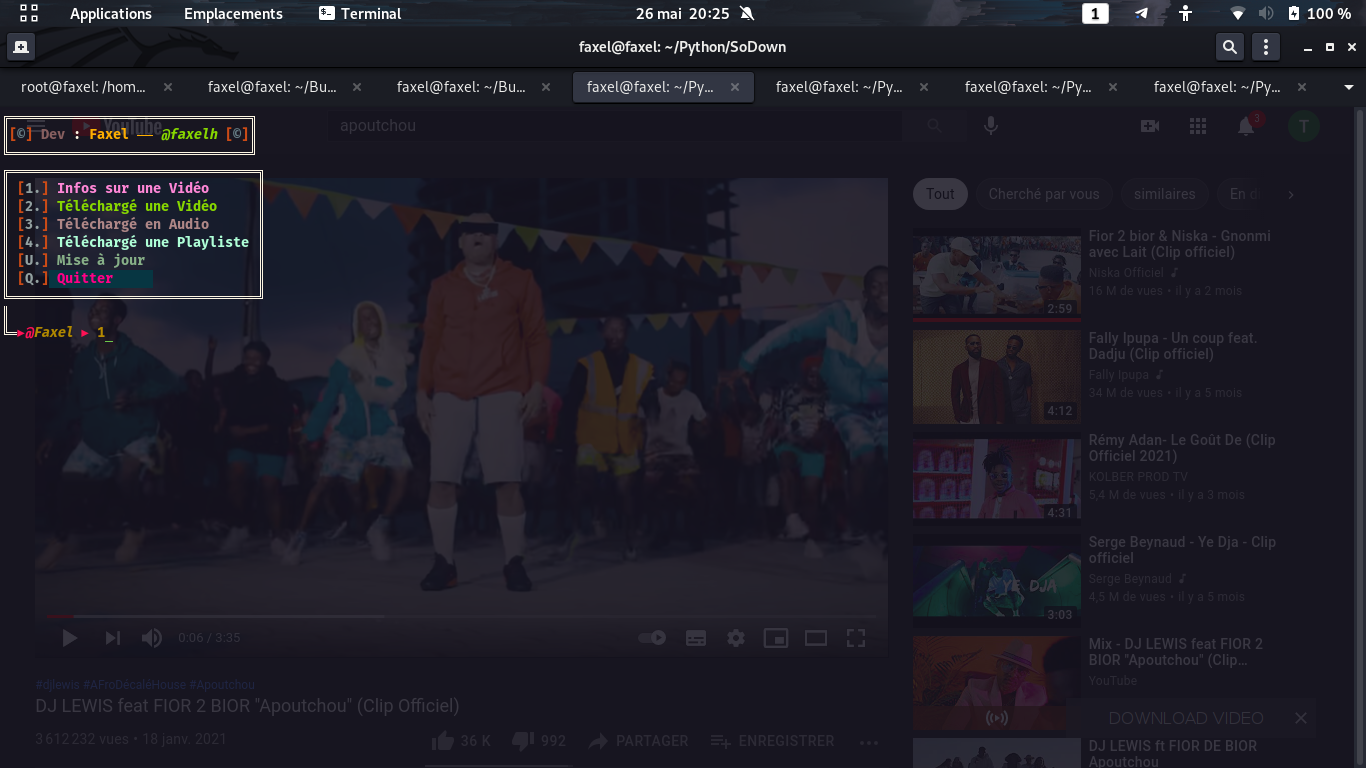 Applications Emplacements Terminal 26 mai 20:25 1 100 %
faxel@faxel: ~/Python/SoDown
root@faxel: /hom... faxel@faxel: ~/Bu... faxel@faxel: ~/Bu... faxel@faxel: ~/Py... faxel@faxel: ~/Py... faxel@faxel: ~/Py... faxel@faxel: ~/Py...
YouTube apoutchou 3 T
[©] Dev : Faxel — @faxelh [©]
[1.] Infos sur une Vidéo
[2.] Téléchargé une Vidéo
[3.] Téléchargé en Audio
[4.] Téléchargé une Playliste
[U.] Mise à jour
[Q.] Quitter
@Faxel 1_
0:06 / 3:35
#djlewis #AFroDécaléHouse #Apoutchou
DJ LEWIS feat FIOR 2 BIOR "Apoutchou" (Clip Officiel)
3 612 232 vues • 18 janv. 2021
36 K 992 PARTAGER ENREGISTRER
Tout Cherché par vous similaires En d
Fior 2 bior & Niska - Gnonmi
avec Lait (Clip officiel)
Niska Officiel
16 M de vues • il y a 2 mois
2:59
Fally Ipupa - Un coup feat.
Dadju (Clip officiel)
Fally Ipupa
34 M de vues • il y a 5 mois
4:12
Rémy Adan- Le Goût De (Clip
Officiel 2021)
KOLBER PROD TV
5,4 M de vues • il y a 3 mois
4:31
Serge Beynaud - Ye Dja - Clip
officiel
Serge Beynaud
4,5 M de vues • il y a 5 mois
YE DJA
3:03
Mix - DJ LEWIS feat FIOR 2
BIOR "Apoutchou" (Clip...
YouTube
DOWNLOAD VIDEO
DJ LEWIS ft FIOR DE BIOR
Apoutchou